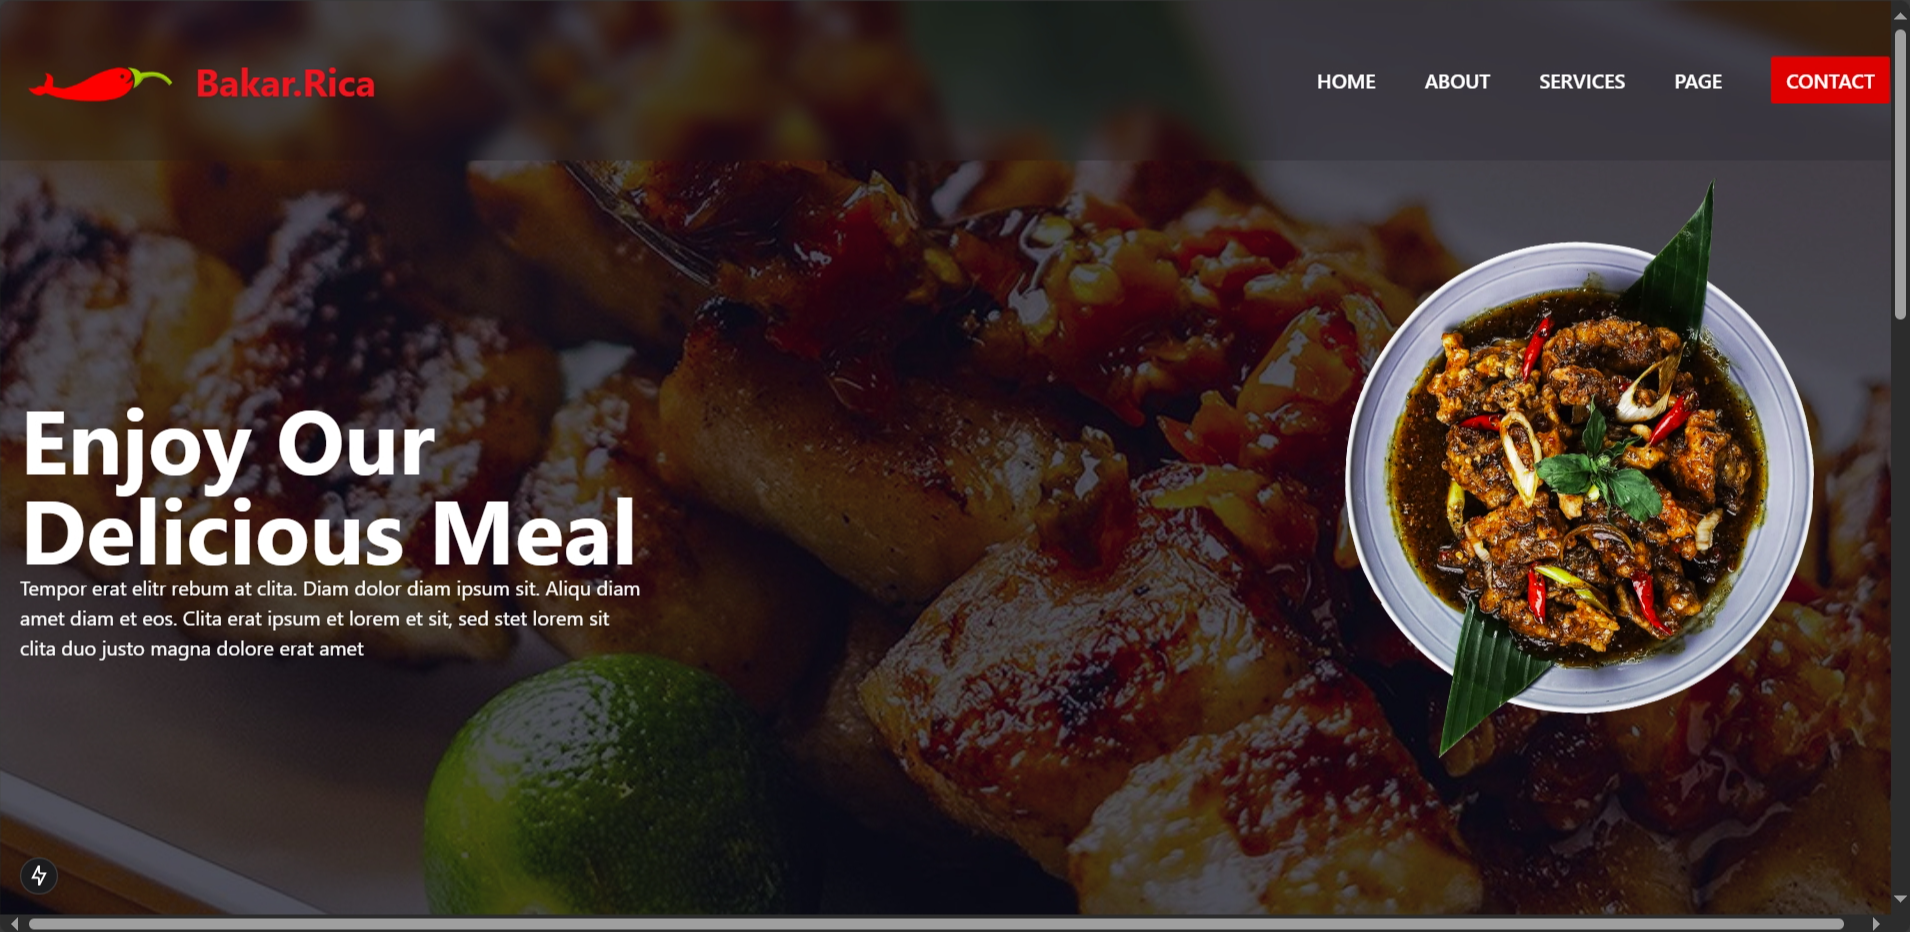 Bakar.Rica
HOME ABOUT SERVICES PAGE CONTACT
Enjoy Our
Delicious Meal
Tempor erat elitr rebum at clita. Diam dolor diam ipsum sit. Aliqu diam
amet diam et eos. Clita erat ipsum et lorem et sit, sed stet lorem sit
clita duo justo magna dolore erat amet